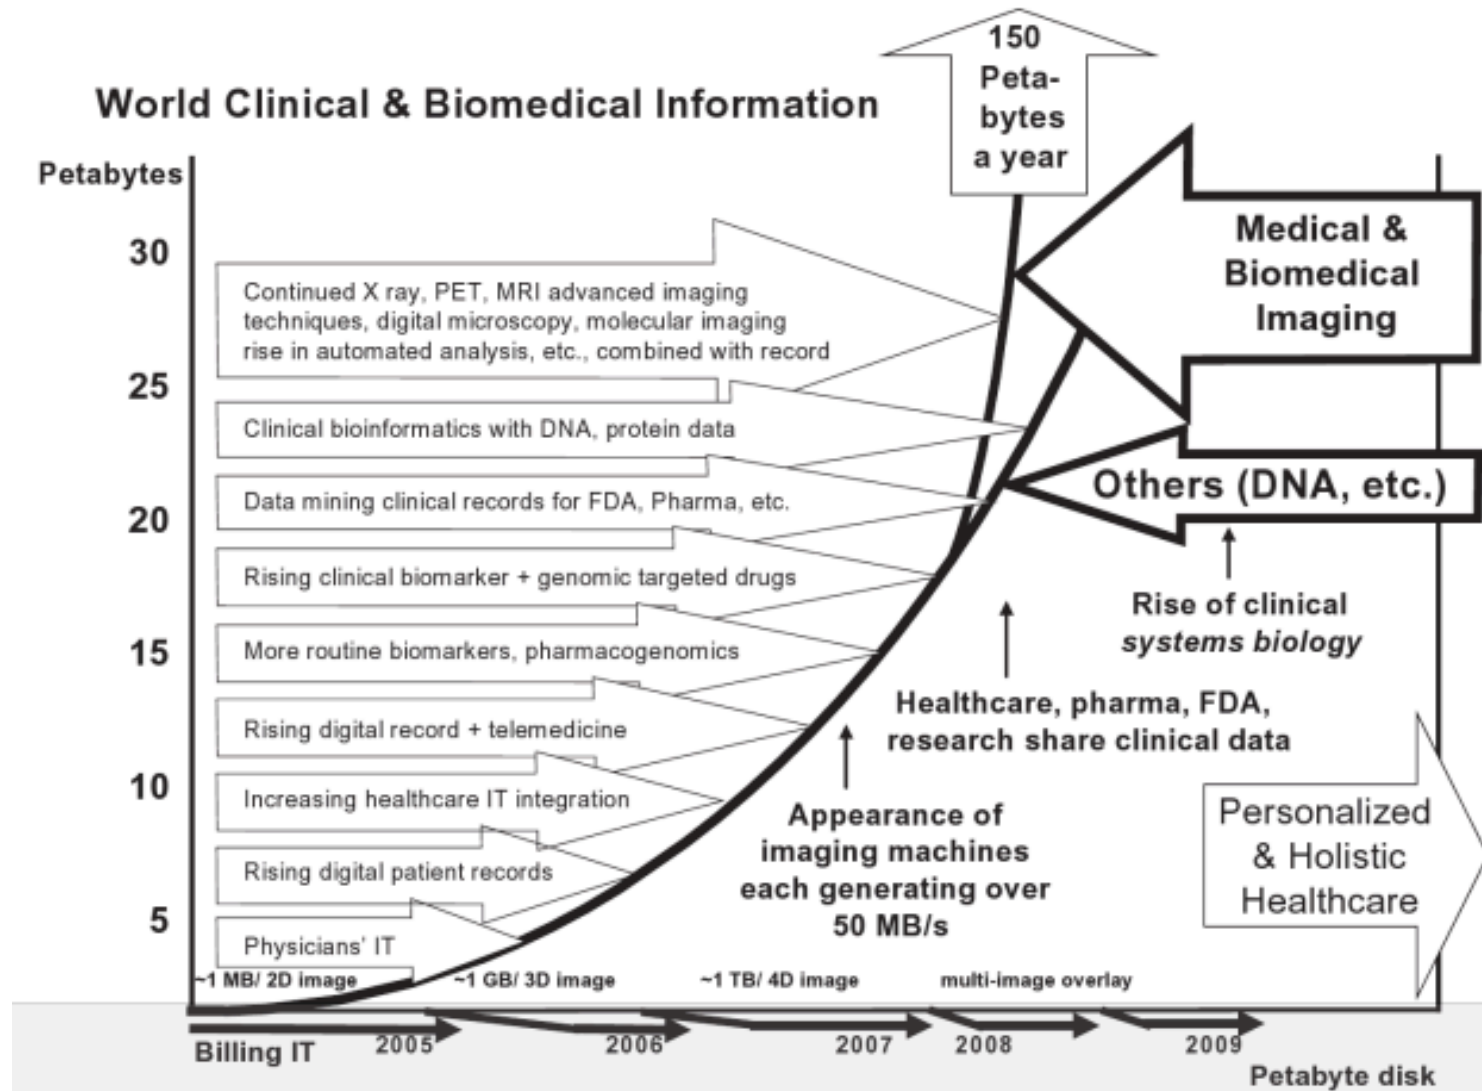 150
Peta-
bytes
a year
World Clinical & Biomedical Information
Petabytes
30
25
20
15
10
5
Continued X ray, PET, MRI advanced imaging
techniques, digital microscopy, molecular imaging
rise in automated analysis, etc., combined with record
Clinical bioinformatics with DNA, protein data
Data mining clinical records for FDA, Pharma, etc.
Rising clinical biomarker + genomic targeted drugs
More routine biomarkers, pharmacogenomics
Rising digital record + telemedicine
Increasing healthcare IT integration
Rising digital patient records
Physicians' IT
Medical &
Biomedical
Imaging
Others (DNA, etc.)
Rise of clinical
systems biology
Healthcare, pharma, FDA,
research share clinical data
Appearance of
imaging machines
each generating over
50 MB/s
Personalized
& Holistic
Healthcare
~1 MB/ 2D image
~1 GB/ 3D image
~1 TB/ 4D image
multi-image overlay
Billing IT
2005
2006
2007
2008
2009
Petabyte disk